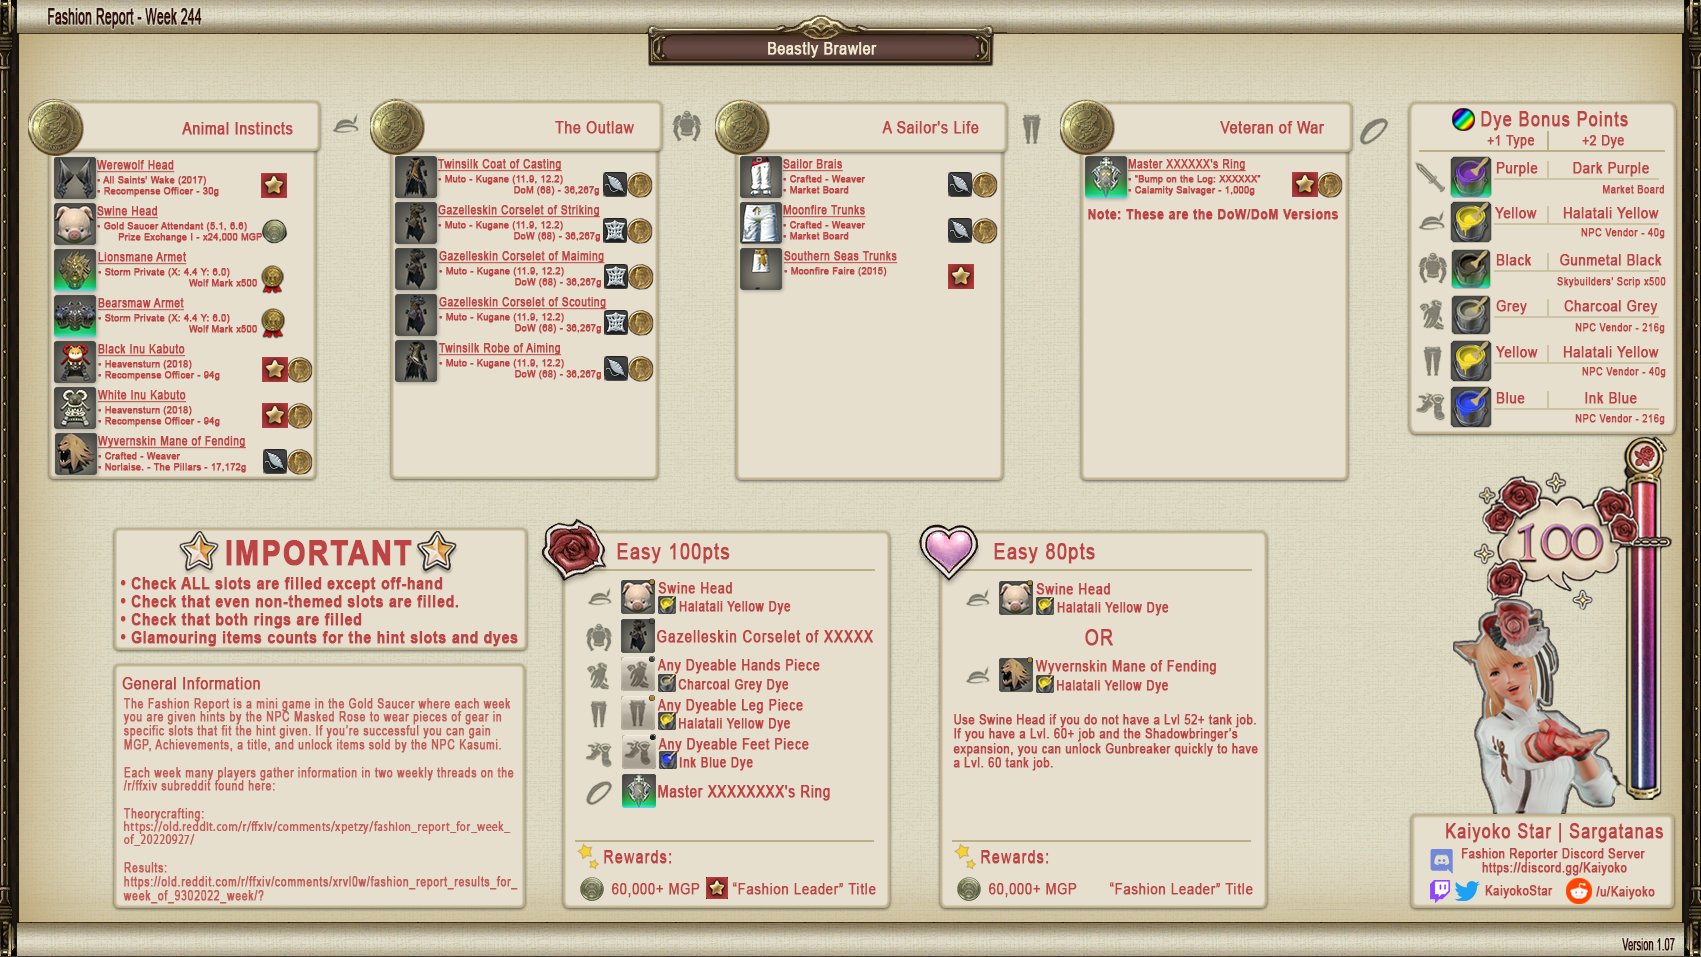 Fashion Report - Week 244
Beastly Brawler
Animal Instincts
Werewolf Head
• All Saints' Wake (2017)
• Recompense Officer - 30g
Swine Head
• Gold Saucer Attendant (5.1, 6.6)
Prize Exchange I - x24,000 MGP
Lionsmane Armet
• Storm Private (X: 4.4 Y: 6.0)
Wolf Mark x500
Bearsmaw Armet
• Storm Private (X: 4.4 Y: 6.0)
Wolf Mark x500
Black Inu Kabuto
• Heavensturn (2018)
• Recompense Officer - 94g
White Inu Kabuto
• Heavensturn (2018)
• Recompense Officer - 94g
Wyvernskin Mane of Fending
• Crafted - Weaver
• Norlaise. - The Pillars - 17,172g
The Outlaw
Twinsilk Coat of Casting
• Muto - Kugane (11.9, 12.2)
DoM (68) - 36,267g
Gazelleskin Corselet of Striking
• Muto - Kugane (11.9, 12.2)
DoW (68) - 36,267g
Gazelleskin Corselet of Maiming
• Muto - Kugane (11.9, 12.2)
DoW (68) - 36,267g
Gazelleskin Corselet of Scouting
• Muto - Kugane (11.9, 12.2)
DoW (68) - 36,267g
Twinsilk Robe of Aiming
• Muto - Kugane (11.9, 12.2)
DoW (68) - 36,267g
A Sailor's Life
Sailor Brais
• Crafted - Weaver
• Market Board
Moonfire Trunks
• Crafted - Weaver
• Market Board
Southern Seas Trunks
• Moonfire Faire (2015)
Veteran of War
Master XXXXXX's Ring
• "Bump on the Log: XXXXXX"
• Calamity Salvager - 1,000g
Note: These are the DoW/DoM Versions
Dye Bonus Points
+1 Type +2 Dye
Purple Dark Purple
Market Board
Yellow Halatali Yellow
NPC Vendor - 40g
Black Gunmetal Black
Skybuilders' Scrip x500
Grey Charcoal Grey
NPC Vendor - 216g
Yellow Halatali Yellow
NPC Vendor - 40g
Blue Ink Blue
NPC Vendor - 216g
IMPORTANT
• Check ALL slots are filled except off-hand
• Check that even non-themed slots are filled.
• Check that both rings are filled
• Glamouring items counts for the hint slots and dyes
General Information
The Fashion Report is a mini game in the Gold Saucer where each week
you are given hints by the NPC Masked Rose to wear pieces of gear in
specific slots that fit the hint given. If you're successful you can gain
MGP, Achievements, a title, and unlock items sold by the NPC Kasumi.
Each week many players gather information in two weekly threads on the
/r/ffxiv subreddit found here:
Theorycrafting:
https://old.reddit.com/r/ffxiv/comments/xpetzy/fashion_report_for_week_
of_20220927/
Results:
https://old.reddit.com/r/ffxiv/comments/xrvl0w/fashion_report_results_for_
week_of_9302022_week/?
Easy 100pts
Swine Head
Halatali Yellow Dye
Gazelleskin Corselet of XXXXX
Any Dyeable Hands Piece
Charcoal Grey Dye
Any Dyeable Leg Piece
Halatali Yellow Dye
Any Dyeable Feet Piece
Ink Blue Dye
Master XXXXXXXX's Ring
Rewards:
60,000+ MGP "Fashion Leader" Title
Easy 80pts
Swine Head
Halatali Yellow Dye
OR
Wyvernskin Mane of Fending
Halatali Yellow Dye
Use Swine Head if you do not have a Lvl 52+ tank job.
If you have a Lvl. 60+ job and the Shadowbringer's
expansion, you can unlock Gunbreaker quickly to have
a Lvl. 60 tank job.
Rewards:
60,000+ MGP "Fashion Leader" Title
100
Kaiyoko Star | Sargatanas
Fashion Reporter Discord Server
https://discord.gg/Kaiyoko
KaiyokoStar /u/Kaiyoko
Version 1.07